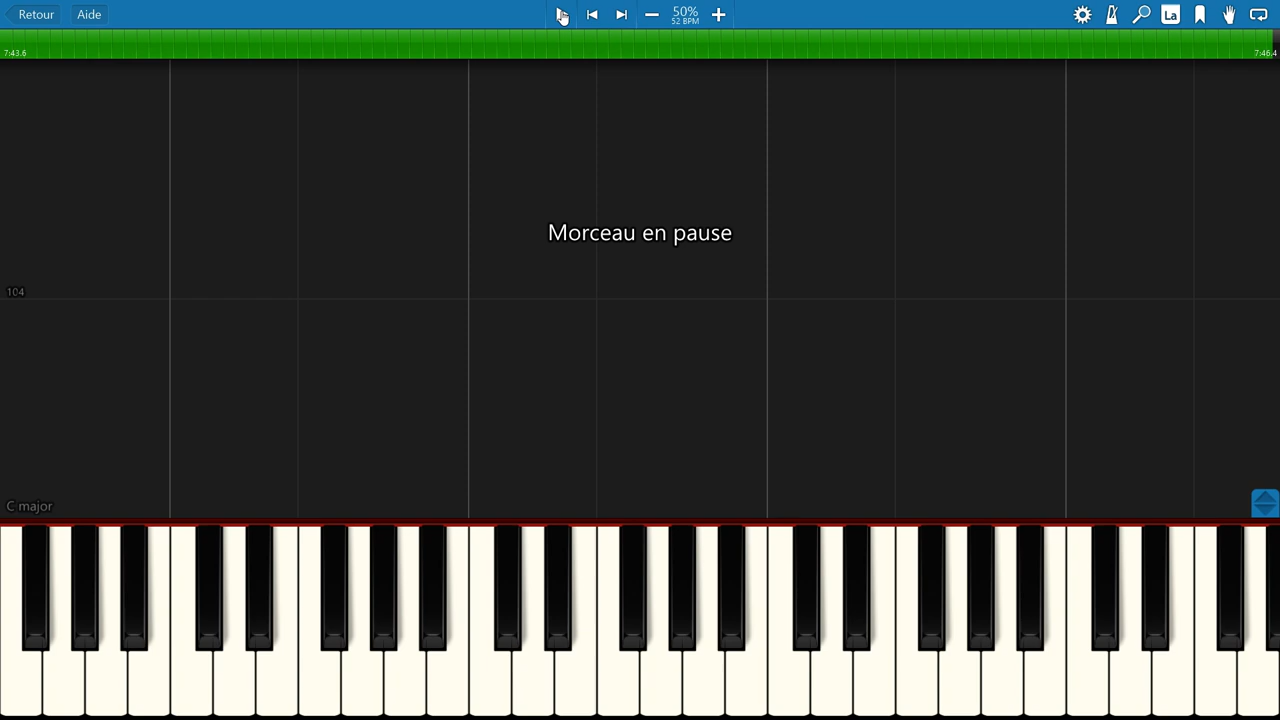 Retour
Aide
50%
52 BPM
La
7:43.6
7:46.4
Morceau en pause
104
C major